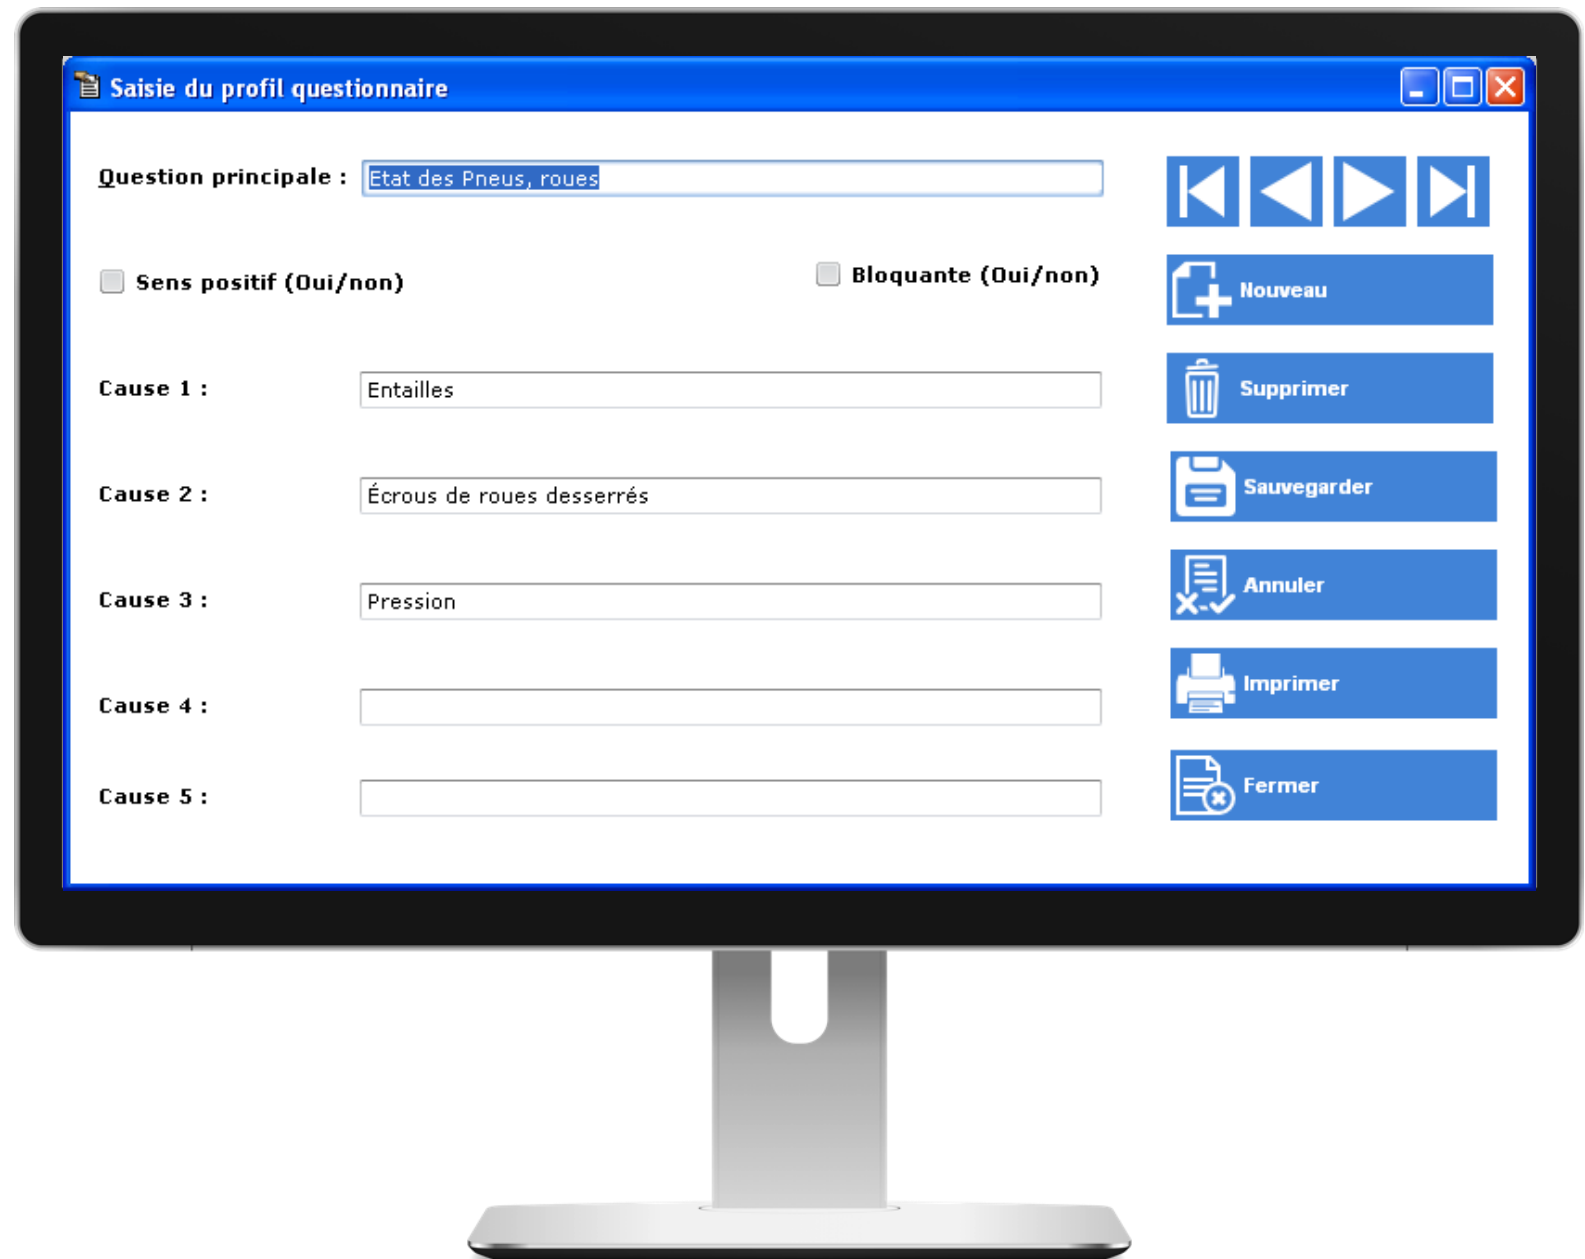 Saisie du profil questionnaire
Question principale : Etat des Pneus, roues
Sens positif (Oui/non) Bloquante (Oui/non)
Nouveau
Cause 1 : Entailles
Supprimer
Cause 2 : Écrous de roues desserrés
Sauvegarder
Cause 3 : Pression
Annuler
Cause 4 :
Imprimer
Cause 5 :
Fermer